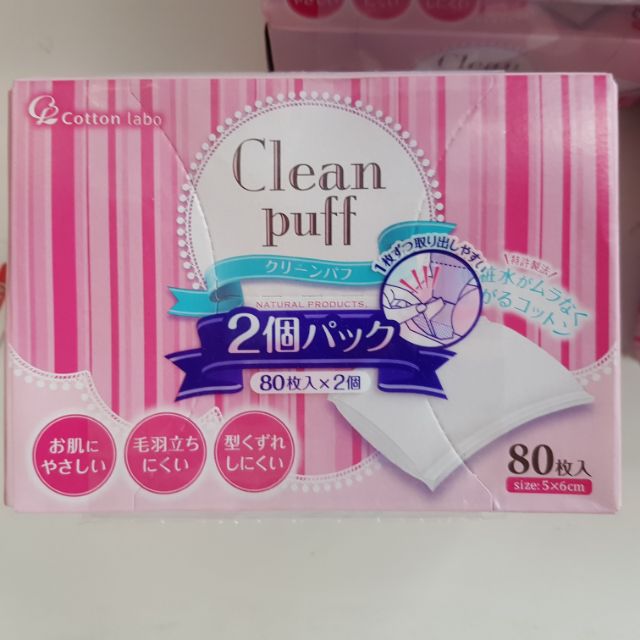 Clean
Cotton labo
Clean
puff
クリーンパフ
NATURAL PRODUCTS.
2個パック
80枚入×2個
1枚ずつ取り出しやすい
特許製法
化粧水がムラなく
がるコットン
お肌に
やさしい
毛羽立ち
にくい
型くずれ
しにくい
80枚入
size:5×6cm